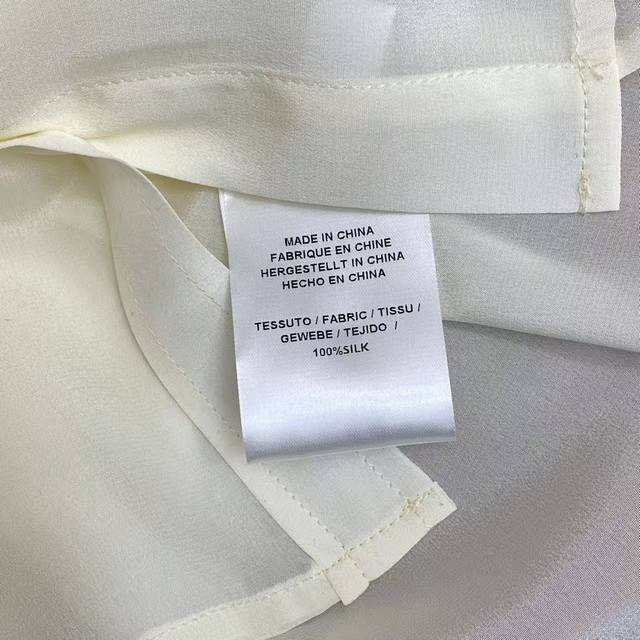 MADE IN CHINA
FABRIQUE EN CHINE
HERGESTELLT IN CHINA
HECHO EN CHINA
TESSUTO / FABRIC / TISSU /
GEWEBE / TEJIDO /
100%SILK